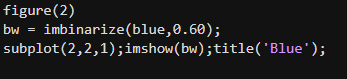 figure(2)
bw = imbinarize(blue,0.60);
subplot(2,2,1);imshow(bw);title('Blue');